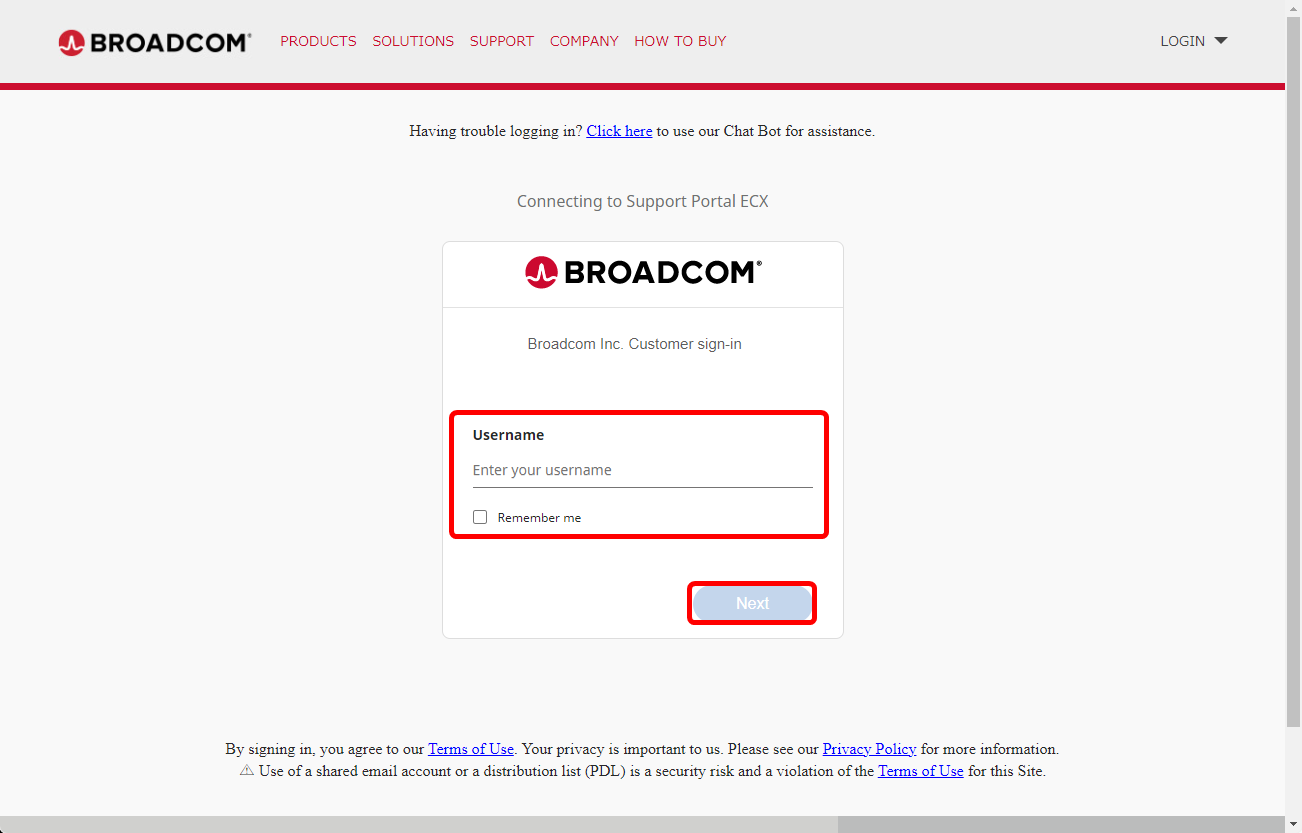 BROADCOM® PRODUCTS SOLUTIONS SUPPORT COMPANY HOW TO BUY LOGIN
Having trouble logging in? Click here to use our Chat Bot for assistance.
Connecting to Support Portal ECX
BROADCOM®
Broadcom Inc. Customer sign-in
Username
Enter your username
Remember me
Next
By signing in, you agree to our Terms of Use. Your privacy is important to us. Please see our Privacy Policy for more information.
⚠ Use of a shared email account or a distribution list (PDL) is a security risk and a violation of the Terms of Use for this Site.